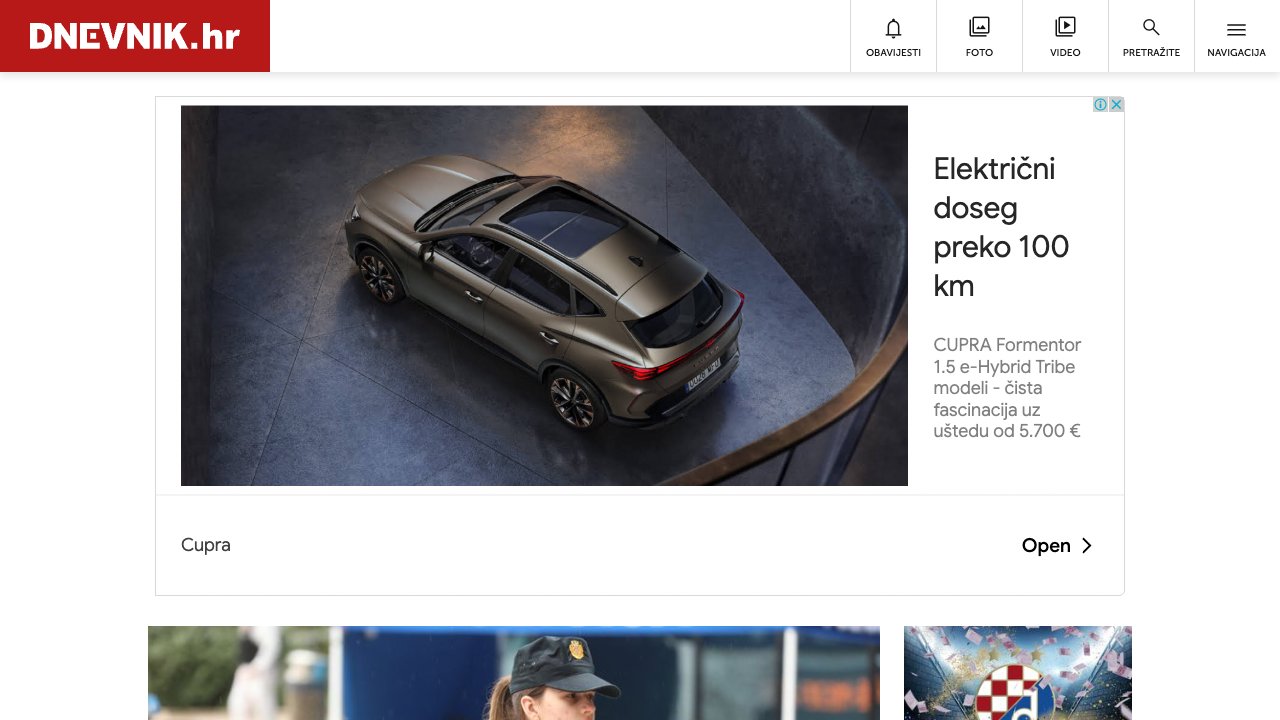 DNEVNIK.hr
OBAVIJESTI
FOTO
VIDEO
PRETRAŽITE
NAVIGACIJA
Električni
doseg
preko 100
km
CUPRA Formentor
1.5 e-Hybrid Tribe
modeli - čista
fascinacija uz
uštedu od 5.700 €
Cupra
Open